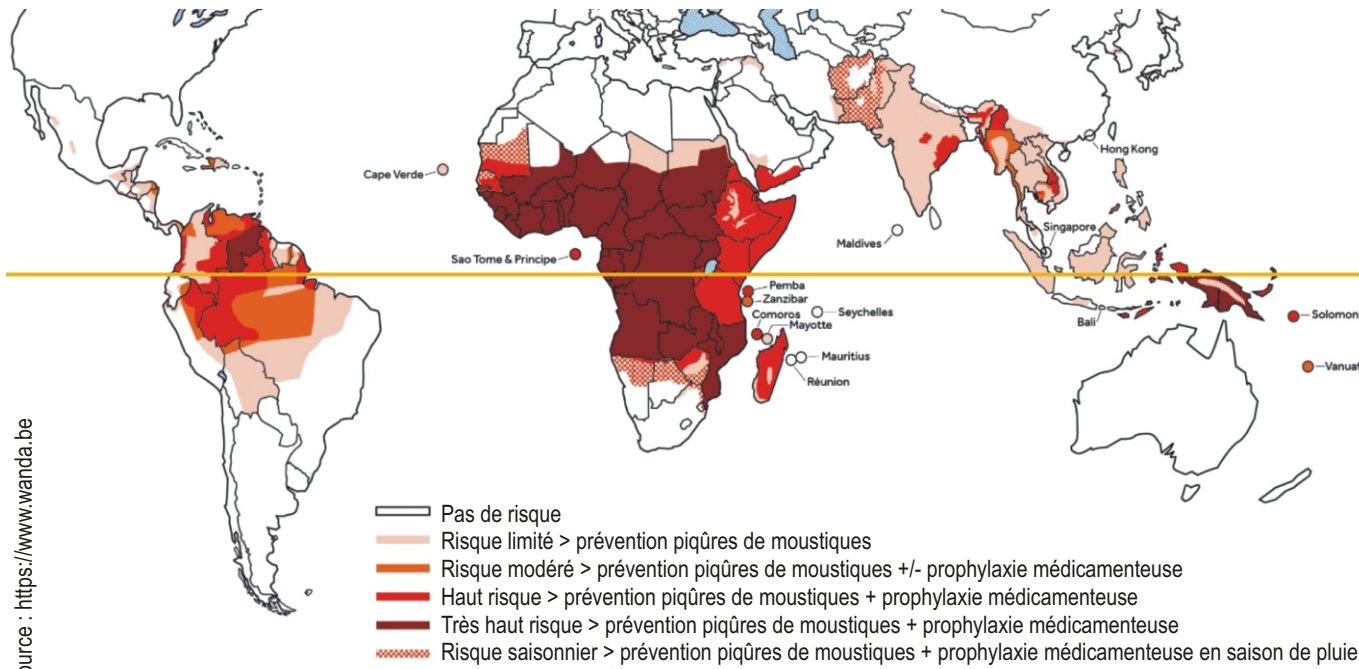 Cape Verde
Hong Kong
Maldives
Singapore
Sao Tome & Principe
Pemba
Zanzibar
Comoros
Seychelles
Mayotte
Bali
Solomon
Mauritius
Réunion
Vanuat
ource : https://www.wanda.be
Pas de risque
Risque limité > prévention piqûres de moustiques
Risque modéré > prévention piqûres de moustiques +/- prophylaxie médicamenteuse
Haut risque > prévention piqûres de moustiques + prophylaxie médicamenteuse
Très haut risque > prévention piqûres de moustiques + prophylaxie médicamenteuse
Risque saisonnier > prévention piqûres de moustiques + prophylaxie médicamenteuse en saison de pluie